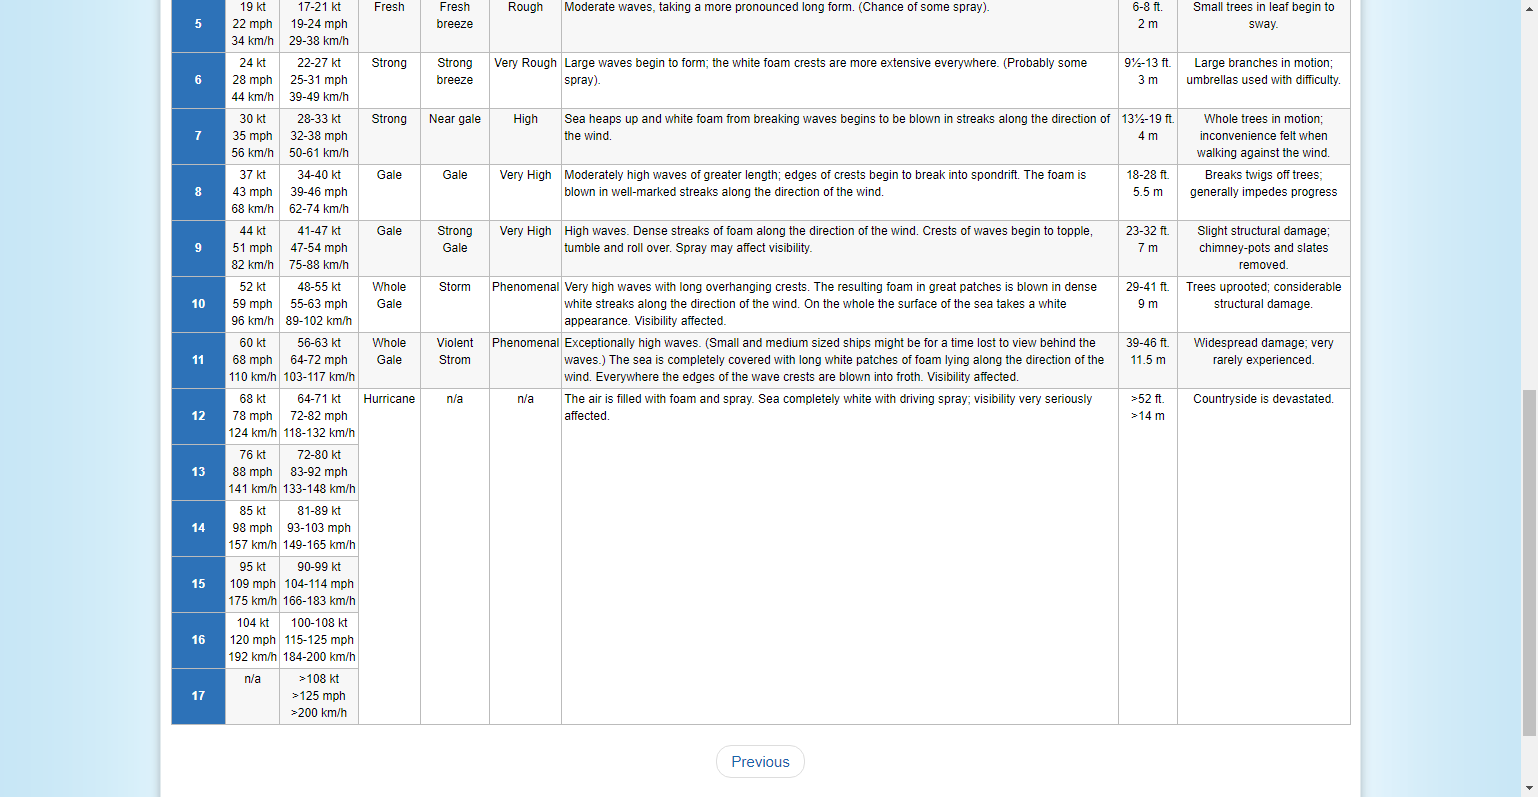 5
19 kt
22 mph
34 km/h
17-21 kt
19-24 mph
29-38 km/h
Fresh
Fresh
breeze
Rough
Moderate waves, taking a more pronounced long form. (Chance of some spray).
6-8 ft.
2 m
Small trees in leaf begin to
sway.
6
24 kt
28 mph
44 km/h
22-27 kt
25-31 mph
39-49 km/h
Strong
Strong
breeze
Very Rough
Large waves begin to form; the white foam crests are more extensive everywhere. (Probably some
spray).
9½-13 ft.
3 m
Large branches in motion;
umbrellas used with difficulty.
7
30 kt
35 mph
56 km/h
28-33 kt
32-38 mph
50-61 km/h
Strong
Near gale
High
Sea heaps up and white foam from breaking waves begins to be blown in streaks along the direction of
the wind.
13½-19 ft.
4 m
Whole trees in motion;
inconvenience felt when
walking against the wind.
8
37 kt
43 mph
68 km/h
34-40 kt
39-46 mph
62-74 km/h
Gale
Gale
Very High
Moderately high waves of greater length; edges of crests begin to break into spondrift. The foam is
blown in well-marked streaks along the direction of the wind.
18-28 ft.
5.5 m
Breaks twigs off trees;
generally impedes progress
9
44 kt
51 mph
82 km/h
41-47 kt
47-54 mph
75-88 km/h
Gale
Strong
Gale
Very High
High waves. Dense streaks of foam along the direction of the wind. Crests of waves begin to topple,
tumble and roll over. Spray may affect visibility.
23-32 ft.
7 m
Slight structural damage;
chimney-pots and slates
removed.
10
52 kt
59 mph
96 km/h
48-55 kt
55-63 mph
89-102 km/h
Whole
Gale
Storm
Phenomenal
Very high waves with long overhanging crests. The resulting foam in great patches is blown in dense
white streaks along the direction of the wind. On the whole the surface of the sea takes a white
appearance. Visibility affected.
29-41 ft.
9 m
Trees uprooted; considerable
structural damage.
11
60 kt
68 mph
110 km/h
56-63 kt
64-72 mph
103-117 km/h
Whole
Gale
Violent
Strom
Phenomenal
Exceptionally high waves. (Small and medium sized ships might be for a time lost to view behind the
waves.) The sea is completely covered with long white patches of foam lying along the direction of the
wind. Everywhere the edges of the wave crests are blown into froth. Visibility affected.
39-46 ft.
11.5 m
Widespread damage; very
rarely experienced.
12
68 kt
78 mph
124 km/h
64-71 kt
72-82 mph
118-132 km/h
Hurricane
n/a
n/a
The air is filled with foam and spray. Sea completely white with driving spray; visibility very seriously
affected.
>52 ft.
>14 m
Countryside is devastated.
13
76 kt
88 mph
141 km/h
72-80 kt
83-92 mph
133-148 km/h
14
85 kt
98 mph
157 km/h
81-89 kt
93-103 mph
149-165 km/h
15
95 kt
109 mph
175 km/h
90-99 kt
104-114 mph
166-183 km/h
16
104 kt
120 mph
192 km/h
100-108 kt
115-125 mph
184-200 km/h
17
n/a
>108 kt
>125 mph
>200 km/h
Previous